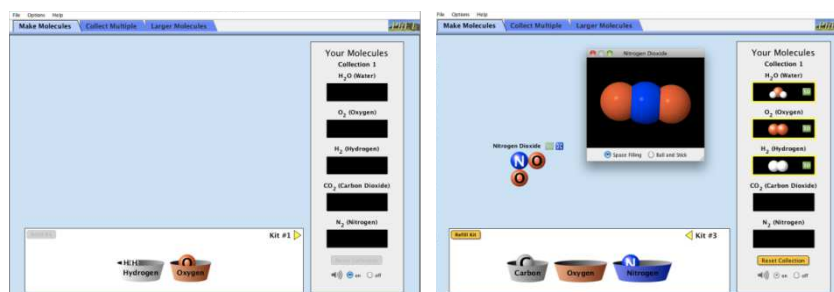 File Options Help
Make Molecules Collect Multiple Larger Molecules
Your Molecules
Collection 1
H2O (Water)
O2 (Oxygen)
H2 (Hydrogen)
CO2 (Carbon Dioxide)
N2 (Nitrogen)
Kit #1
Hydrogen Oxygen
on off
File Options Help
Make Molecules Collect Multiple Larger Molecules
Nitrogen Dioxide
Space Filling Ball and Stick
Nitrogen Dioxide
N O
O
Your Molecules
Collection 1
H2O (Water)
O2 (Oxygen)
H2 (Hydrogen)
CO2 (Carbon Dioxide)
N2 (Nitrogen)
Reset Collection
on off
Refill Kit
Kit #3
N
Carbon Oxygen Nitrogen